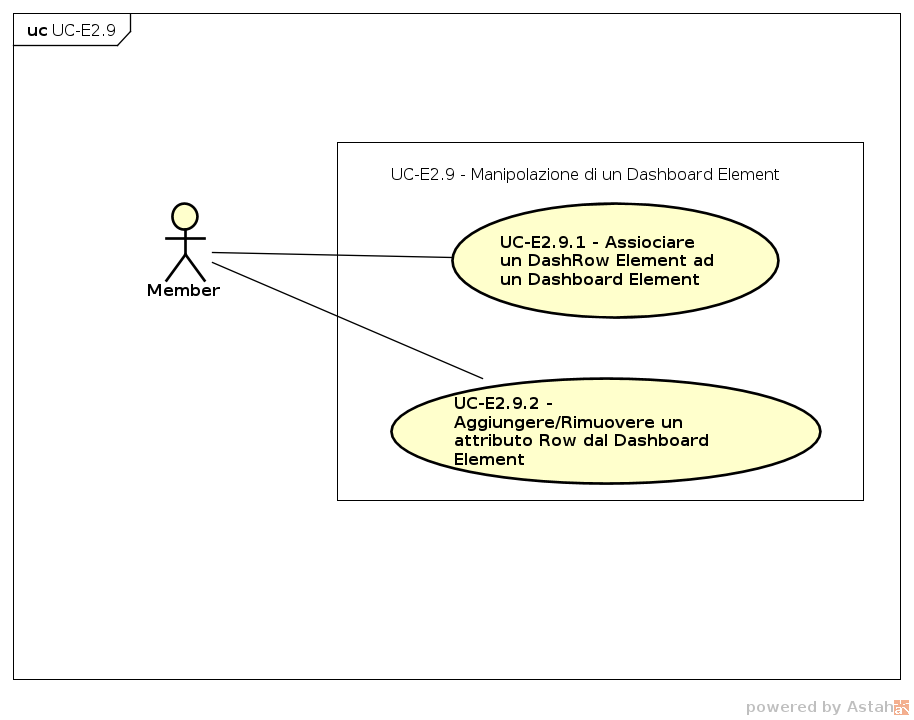 uc UC-E2.9
UC-E2.9 - Manipolazione di un Dashboard Element
UC-E2.9.1 - Assiociare
un DashRow Element ad
un Dashboard Element
Member
UC-E2.9.2 -
Aggiungere/Rimuovere un
attributo Row dal Dashboard
Element
powered by Astah